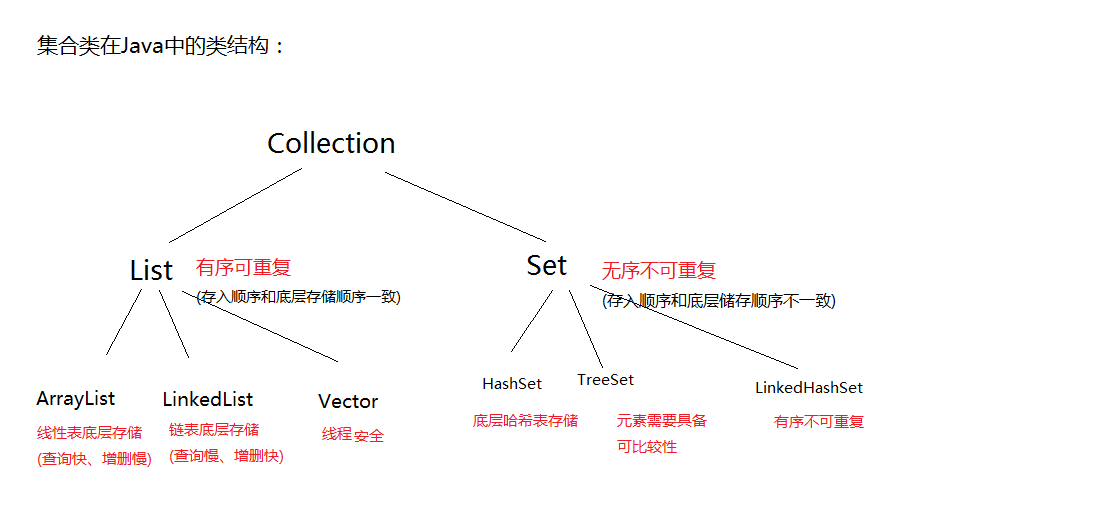 集合类在Java中的类结构：
Collection
List
有序可重复
(存入顺序和底层存储顺序一致)
Set
无序不可重复
(存入顺序和底层储存顺序不一致)
ArrayList
线性表底层存储
(查询快、增删慢)
LinkedList
链表底层存储
(查询慢、增删快)
Vector
线程 安全
HashSet
底层哈希表存储
TreeSet
元素需要具备
可比较性
LinkedHashSet
有序不可重复